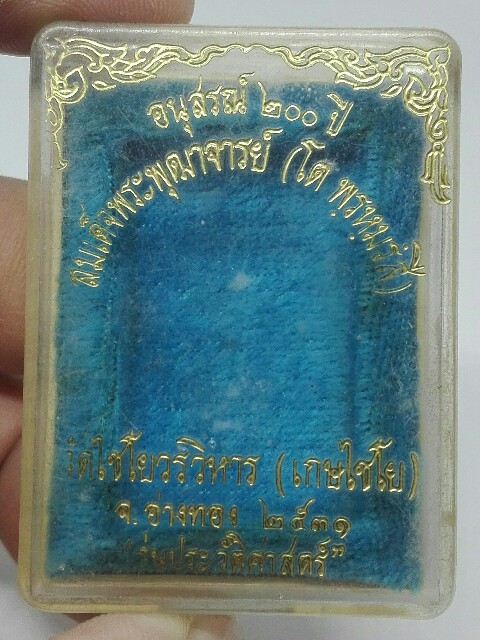 อนุสรณ์ ๒๐๐ ปี
สมเด็จพระพุฒาจารย์ (โต พรหมรังสี)
วัดไชโยวรวิหาร (เกษไชโย)
จ.อ่างทอง ๒๕๓๑
"รุ่นประวัติศาสตร์"